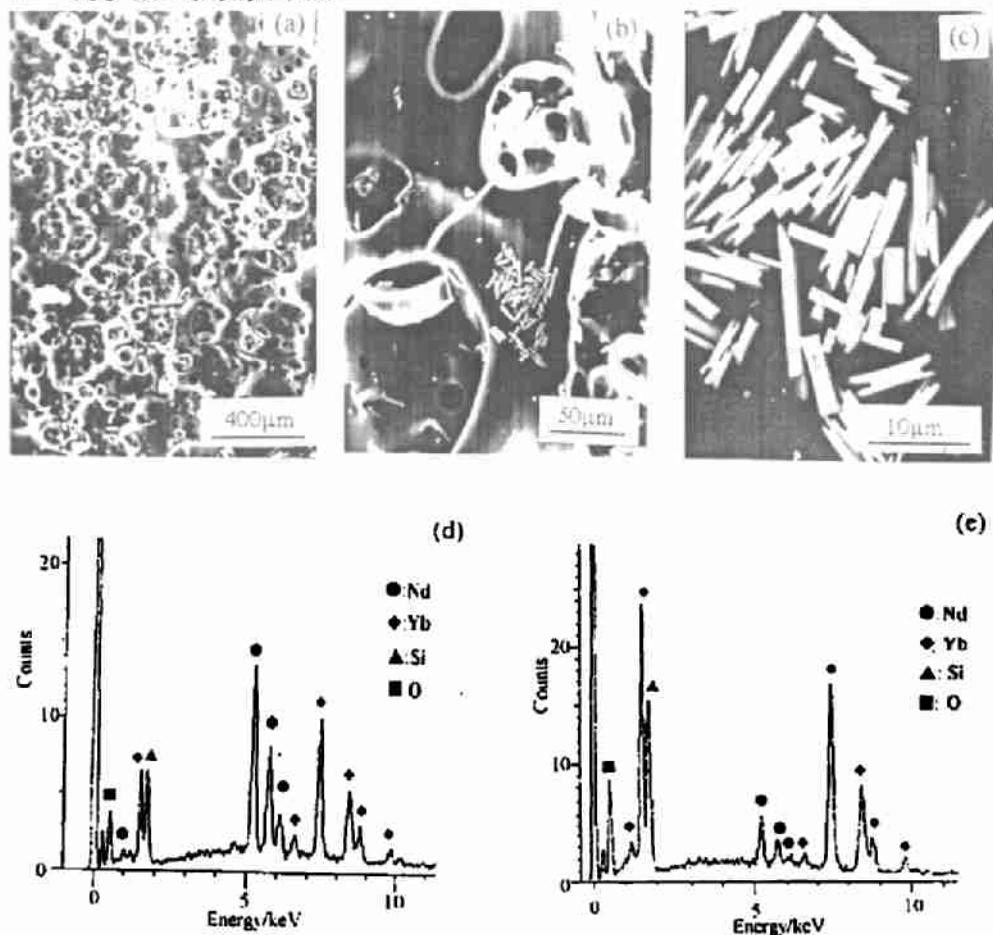 (a)
(b)
(c)
400μm
50μm
10μm
(d)
20
10
0
Counts
●:Nd
◆:Yb
▲:Si
■ O
0
5
10
Energy/keV
(e)
20
10
0
Counts
● Nd
◆ Yb
▲ Si
■: O
0
5
10
Energy/keV